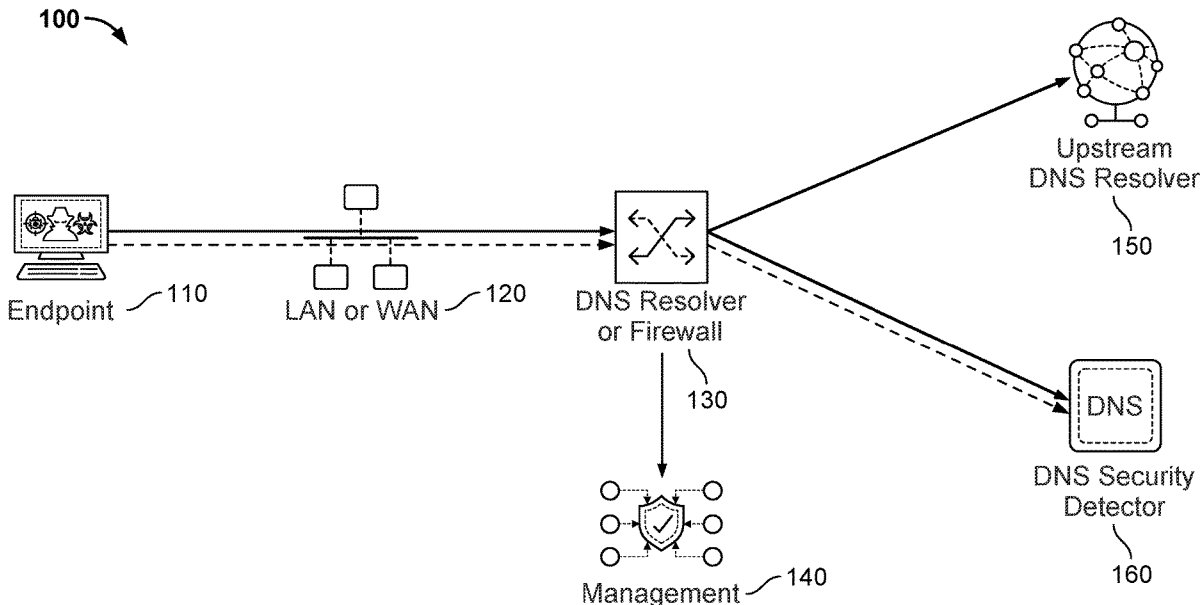 100
Upstream
DNS Resolver
150
Endpoint
110
LAN or WAN
120
DNS Resolver
or Firewall
130
DNS
DNS Security
Detector
160
Management
140